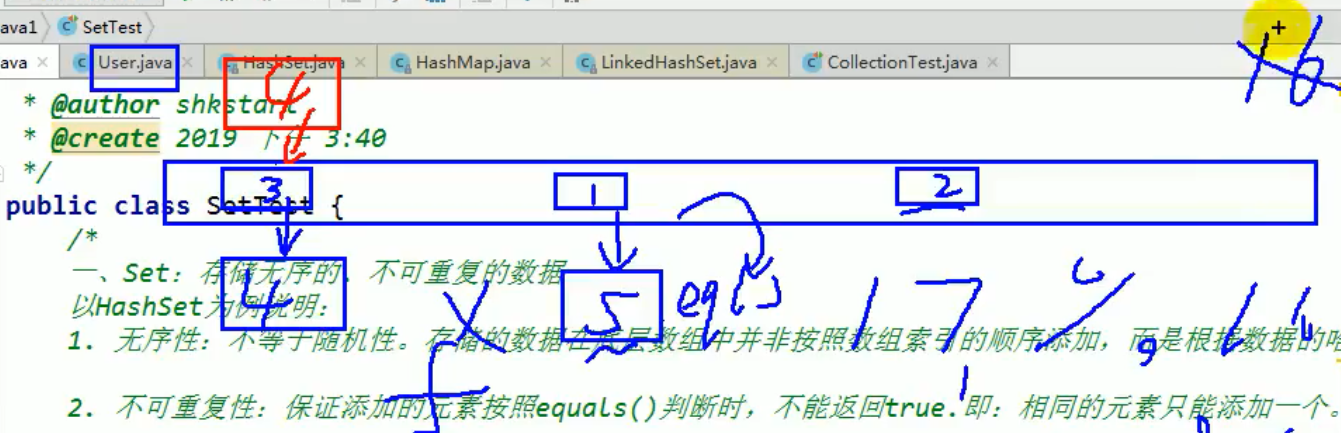 ava1 SetTest
ava User.java HashSet.java HashMap.java LinkedHashSet.java CollectionTest.java
16
4
* @author shkstart
* @create 2019 下午 3:40
*/
3 1 2
public class SetTest {
/*
一、Set：存储无序的、不可重复的数据
4 5 eq() 1 7
以HashSet为例说明：
1. 无序性：不等于随机性。存储的数据在底层数组中并非按照数组索引的顺序添加，而是根据数据的哈
2. 不可重复性：保证添加的元素按照equals()判断时，不能返回true.即：相同的元素只能添加一个。